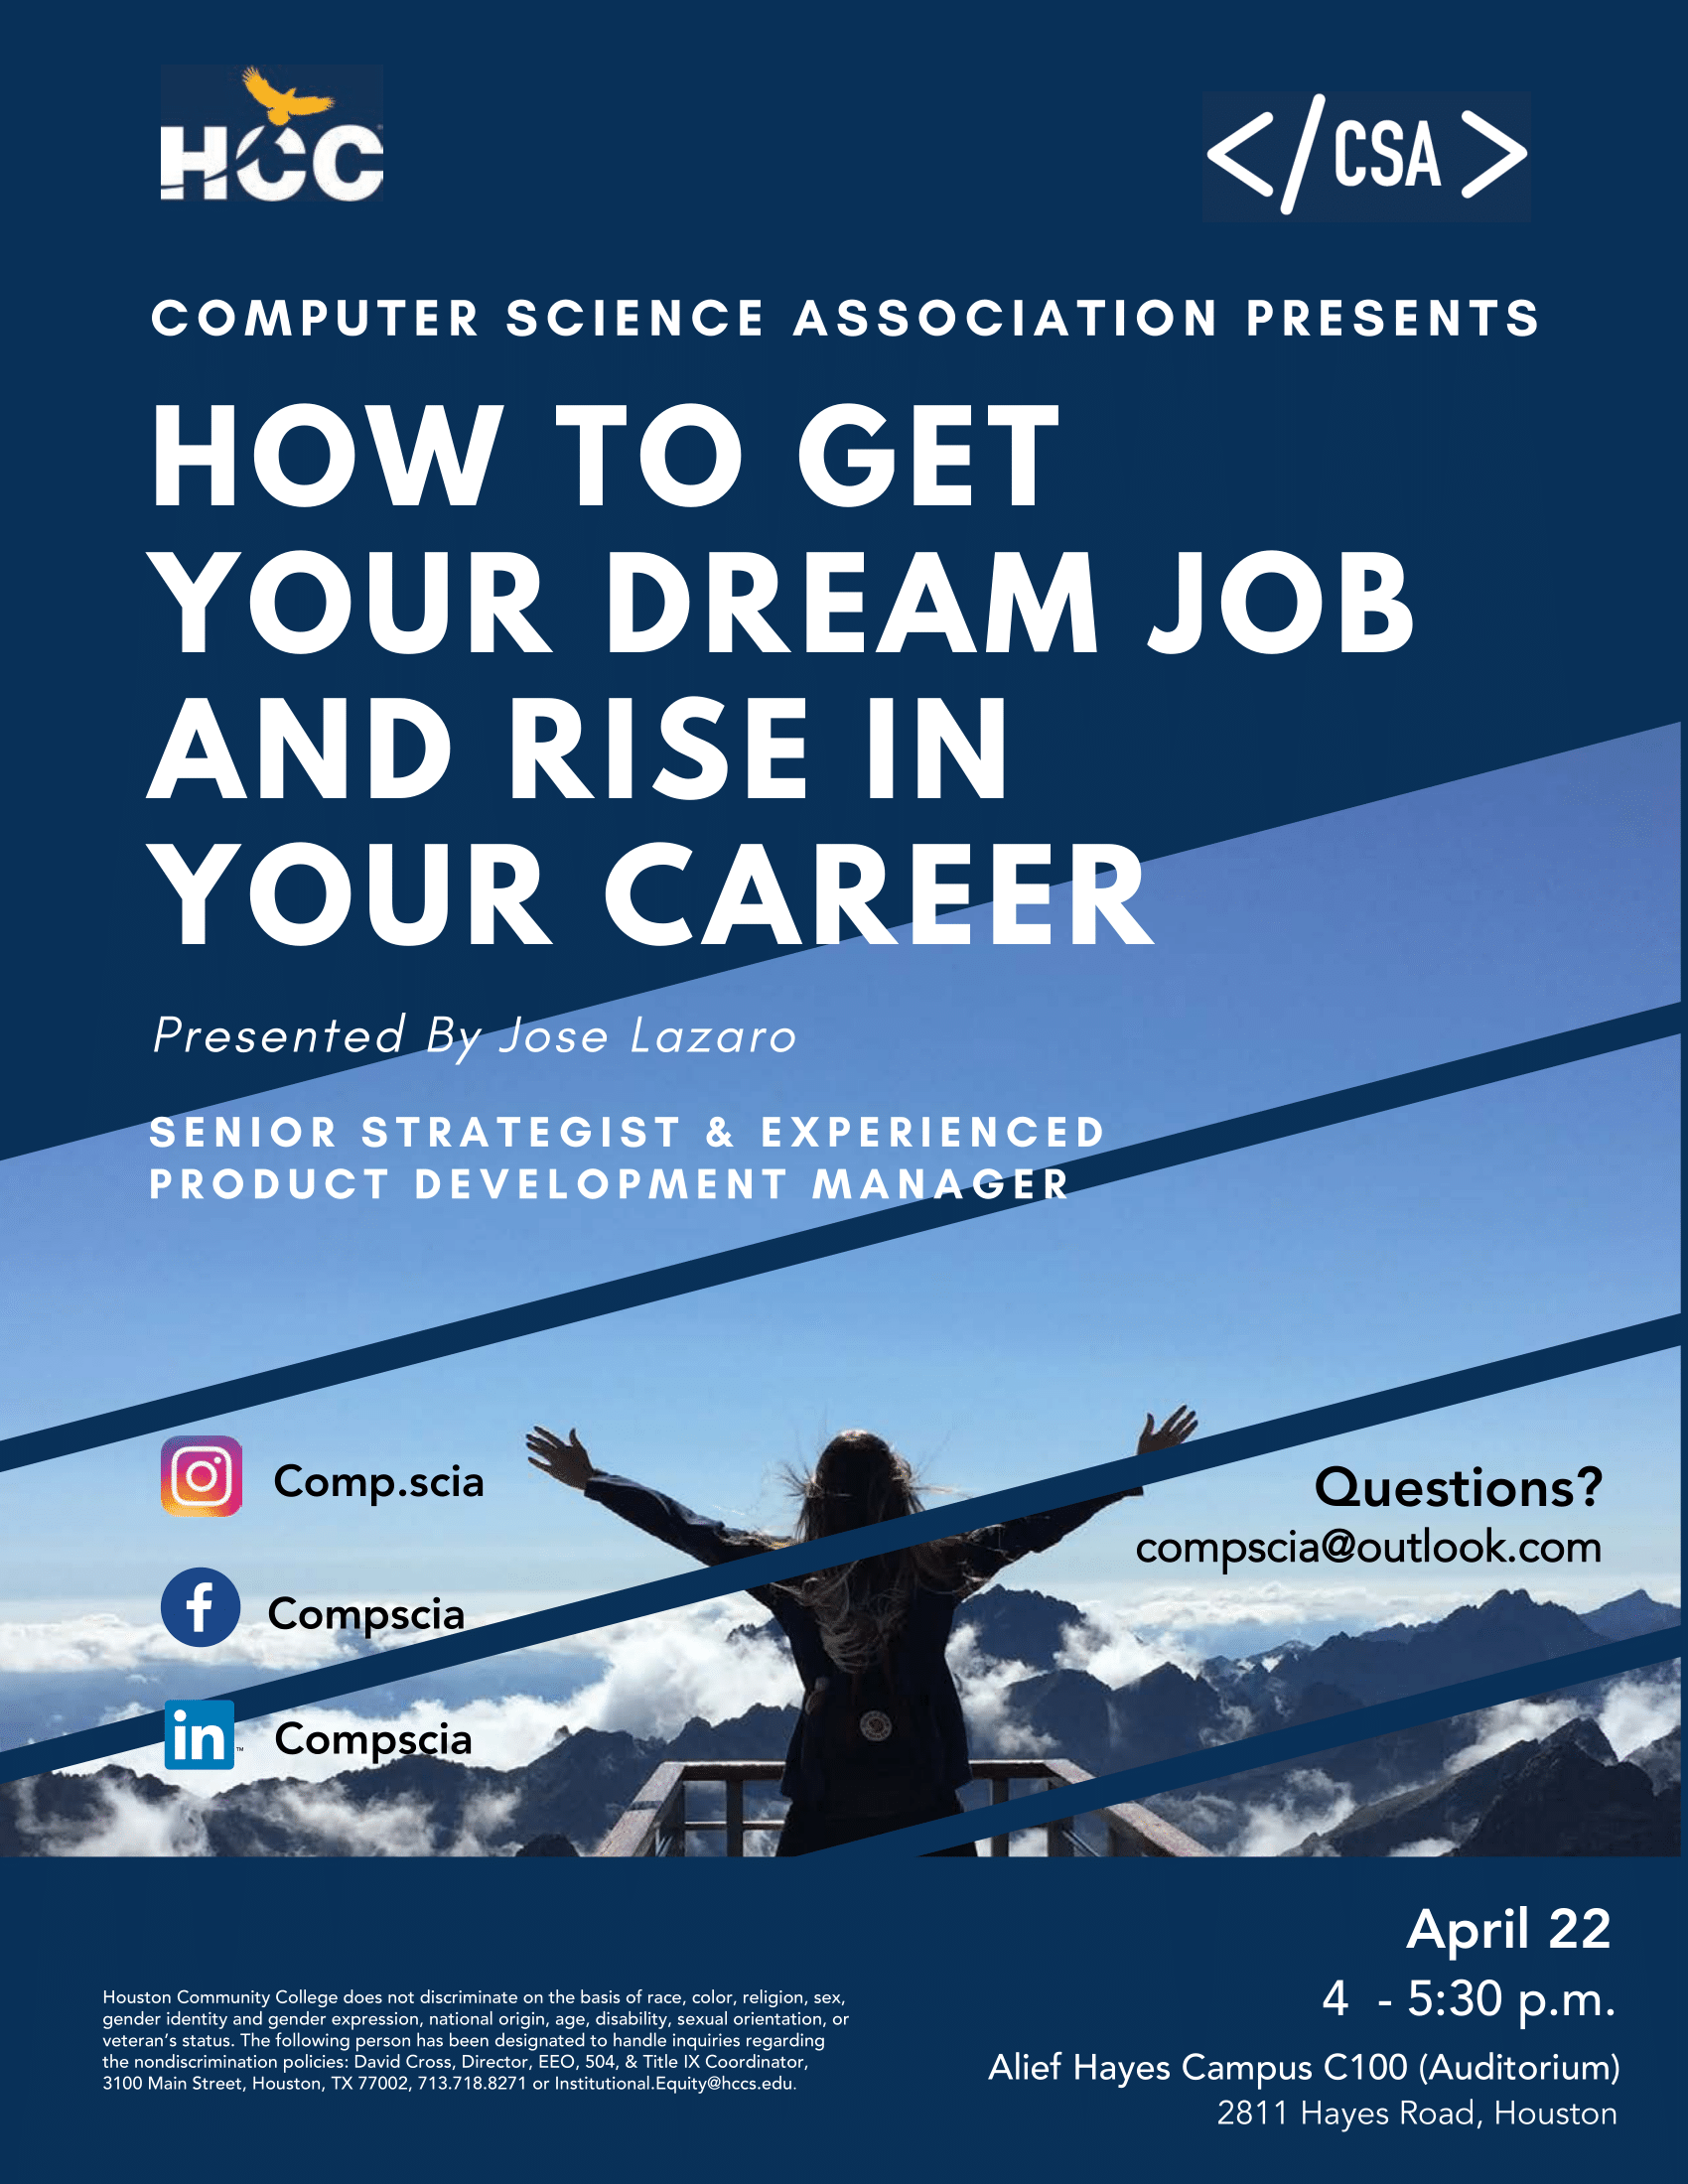 HCC
</CSA>
COMPUTER SCIENCE ASSOCIATION PRESENTS
HOW TO GET
YOUR DREAM JOB
AND RISE IN
YOUR CAREER
Presented By Jose Lazaro
SENIOR STRATEGIST & EXPERIENCED
PRODUCT DEVELOPMENT MANAGER
Comp.scia
Compscia
in
Compscia
Questions?
compscia@outlook.com
April 22
4 - 5:30 p.m.
Alief Hayes Campus C100 (Auditorium)
2811 Hayes Road, Houston
Houston Community College does not discriminate on the basis of race, color, religion, sex,
gender identity and gender expression, national origin, age, disability, sexual orientation, or
veteran's status. The following person has been designated to handle inquiries regarding
the nondiscrimination policies: David Cross, Director, EEO, 504, & Title IX Coordinator,
3100 Main Street, Houston, TX 77002, 713.718.8271 or Institutional.Equity@hccs.edu.